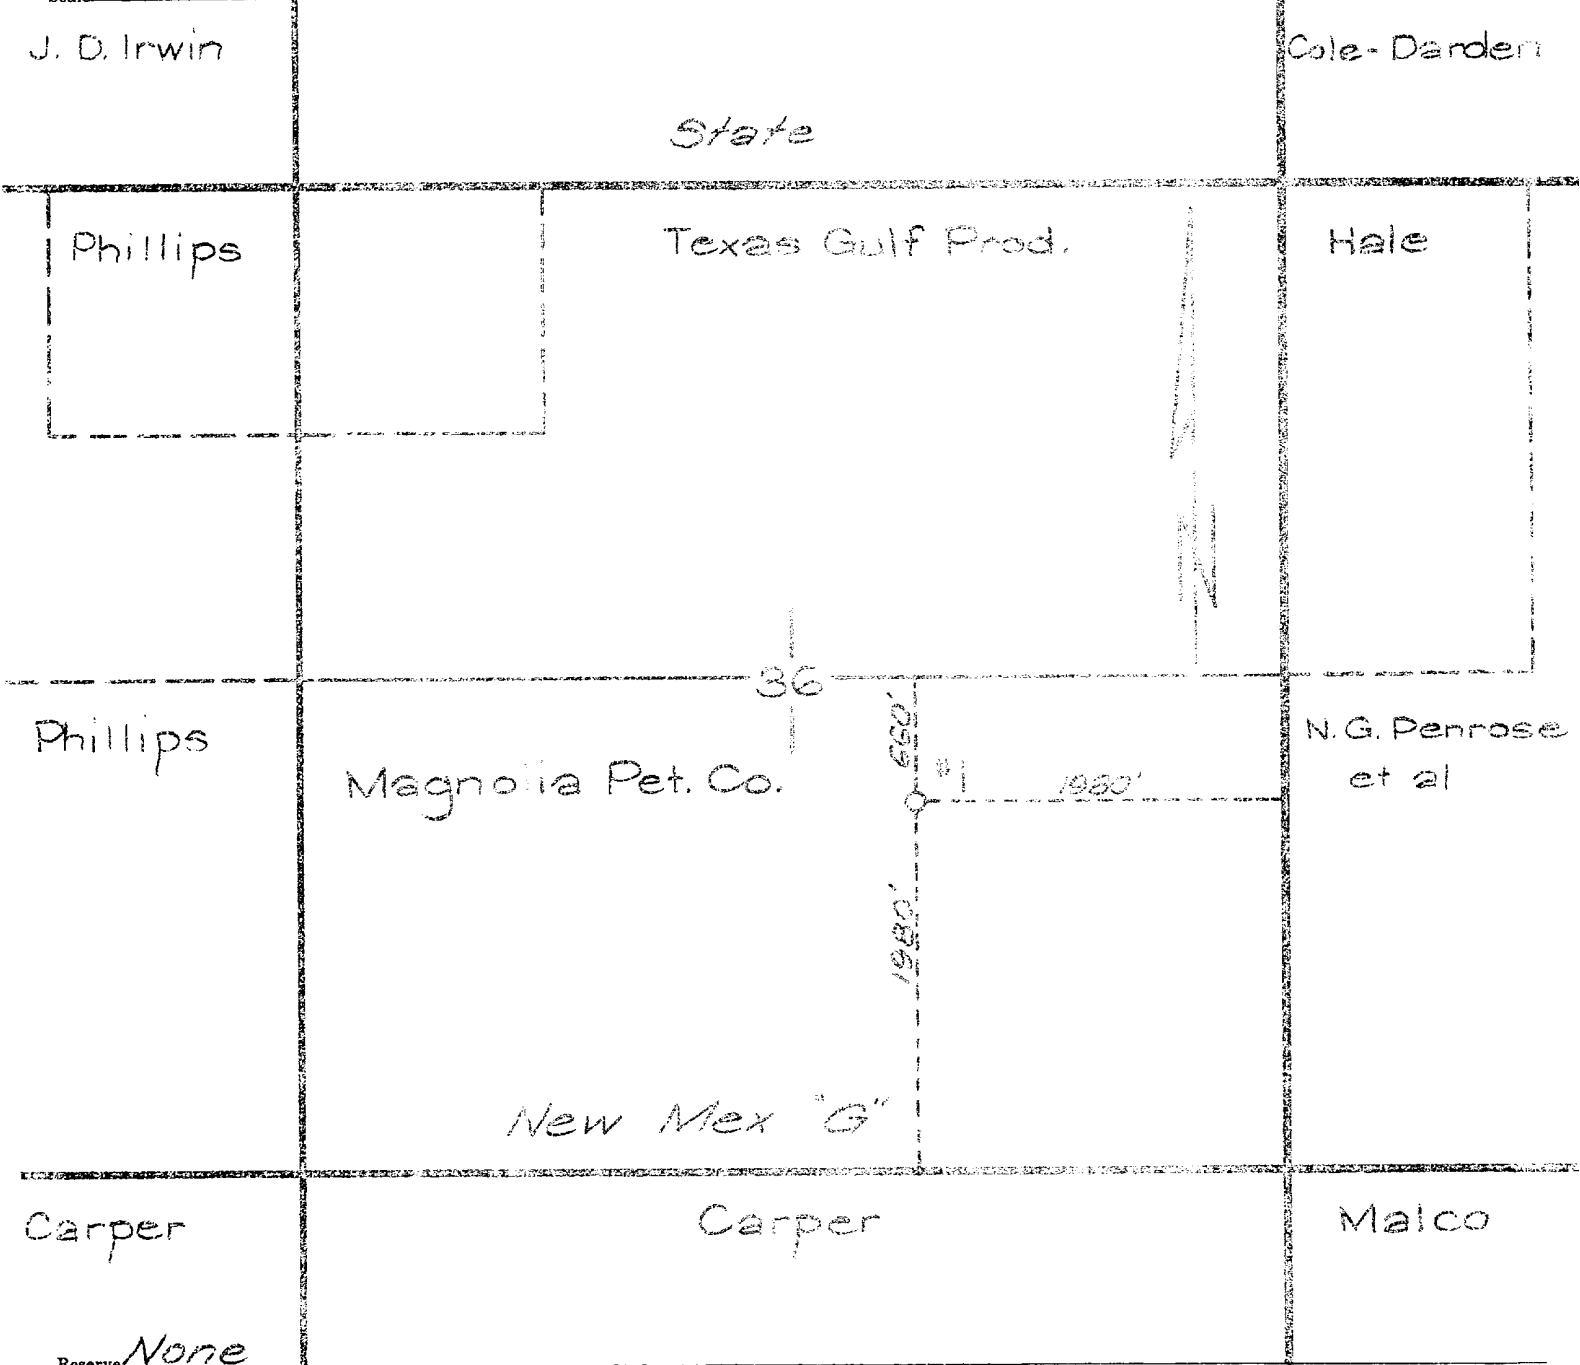 J. D. Irwin
Cole-Darden
State
Phillips
Texas Gulf Prod.
Hale
N
36
Phillips
Magnolia Pet. Co.
660'
#1
1980'
N. G. Penrose
et al
1980'
New Mex "G"
Carper
Carper
Malco
Reserve None